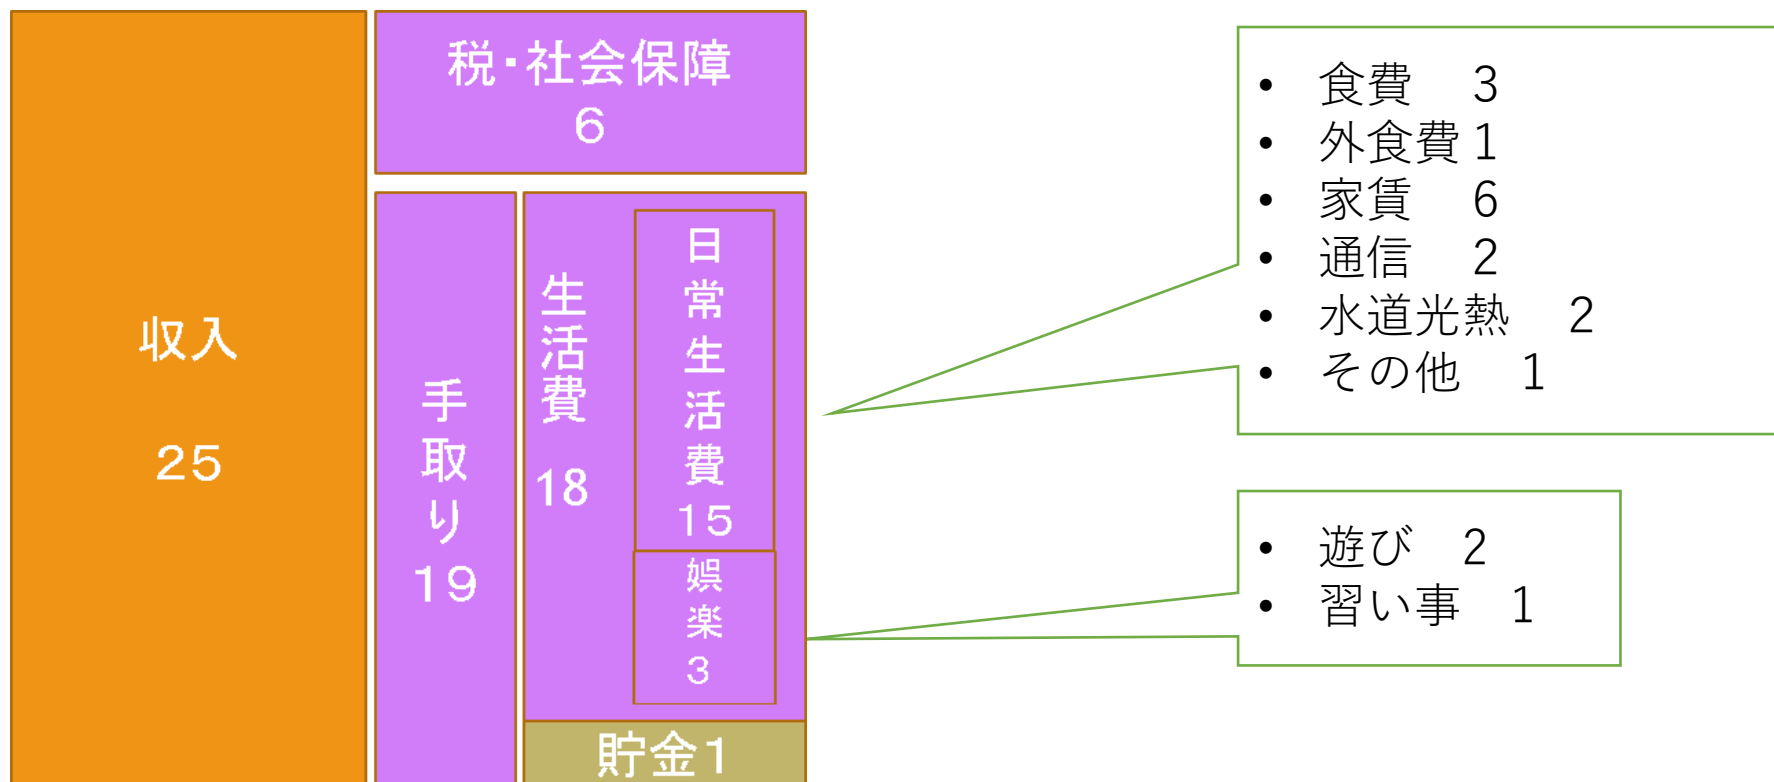 収入
25
税・社会保障
6
手取り
19
生活費
18
日常生活費
15
娯楽
3
貯金1
• 食費　3
• 外食費1
• 家賃　6
• 通信　2
• 水道光熱　2
• その他　1
• 遊び　2
• 習い事　1